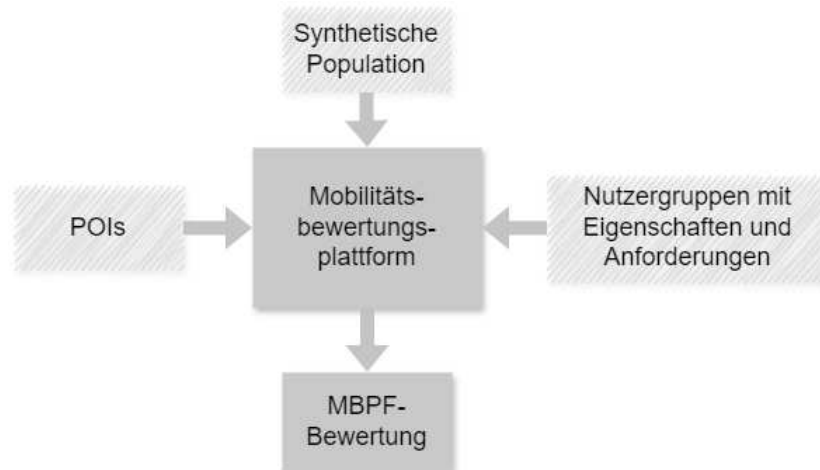 Synthetische
Population
POIs
Mobilitäts-
bewertungs-
plattform
Nutzergruppen mit
Eigenschaften und
Anforderungen
MBPF-
Bewertung